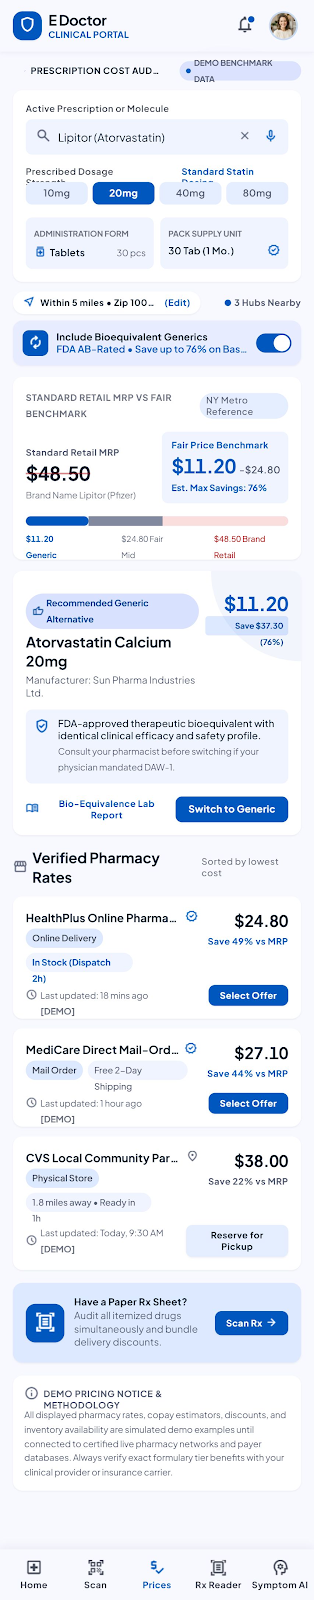 E Doctor
CLINICAL PORTAL
PRESCRIPTION COST AUD...
DEMO BENCHMARK
DATA
Active Prescription or Molecule
Lipitor (Atorvastatin)
Prescribed Dosage
Strength
Standard Statin
Dosing
10mg
20mg
40mg
80mg
ADMINISTRATION FORM
Tablets
30 pcs
PACK SUPPLY UNIT
30 Tab (1 Mo.)
Within 5 miles • Zip 100...
(Edit)
3 Hubs Nearby
Include Bioequivalent Generics
FDA AB-Rated • Save up to 76% on Bas...
STANDARD RETAIL MRP VS FAIR
BENCHMARK
NY Metro
Reference
Standard Retail MRP
$48.50
Brand Name Lipitor (Pfizer)
Fair Price Benchmark
$11.20 -$24.80
Est. Max Savings: 76%
$11.20
Generic
$24.80 Fair
Mid
$48.50 Brand
Retail
Recommended Generic
Alternative
$11.20
Save $37.30
(76%)
Atorvastatin Calcium
20mg
Manufacturer: Sun Pharma Industries
Ltd.
FDA-approved therapeutic bioequivalent with
identical clinical efficacy and safety profile.
Consult your pharmacist before switching if your
physician mandated DAW-1.
Bio-Equivalence Lab
Report
Switch to Generic
Verified Pharmacy
Rates
Sorted by lowest
cost
HealthPlus Online Pharma...
$24.80
Online Delivery
Save 49% vs MRP
In Stock (Dispatch
2h)
Last updated: 18 mins ago
[DEMO]
Select Offer
MediCare Direct Mail-Ord...
$27.10
Mail Order
Free 2-Day
Shipping
Save 44% vs MRP
Last updated: 1 hour ago
[DEMO]
Select Offer
CVS Local Community Par...
$38.00
Physical Store
Save 22% vs MRP
1.8 miles away • Ready in
1h
Last updated: Today, 9:30 AM
[DEMO]
Reserve for
Pickup
Have a Paper Rx Sheet?
Audit all itemized drugs
simultaneously and bundle
delivery discounts.
Scan Rx →
DEMO PRICING NOTICE &
METHODOLOGY
All displayed pharmacy rates, copay estimators, discounts, and
inventory availability are simulated demo examples until
connected to certified live pharmacy networks and payer
databases. Always verify exact formulary tier benefits with your
clinical provider or insurance carrier.
Home
Scan
Prices
Rx Reader
Symptom AI